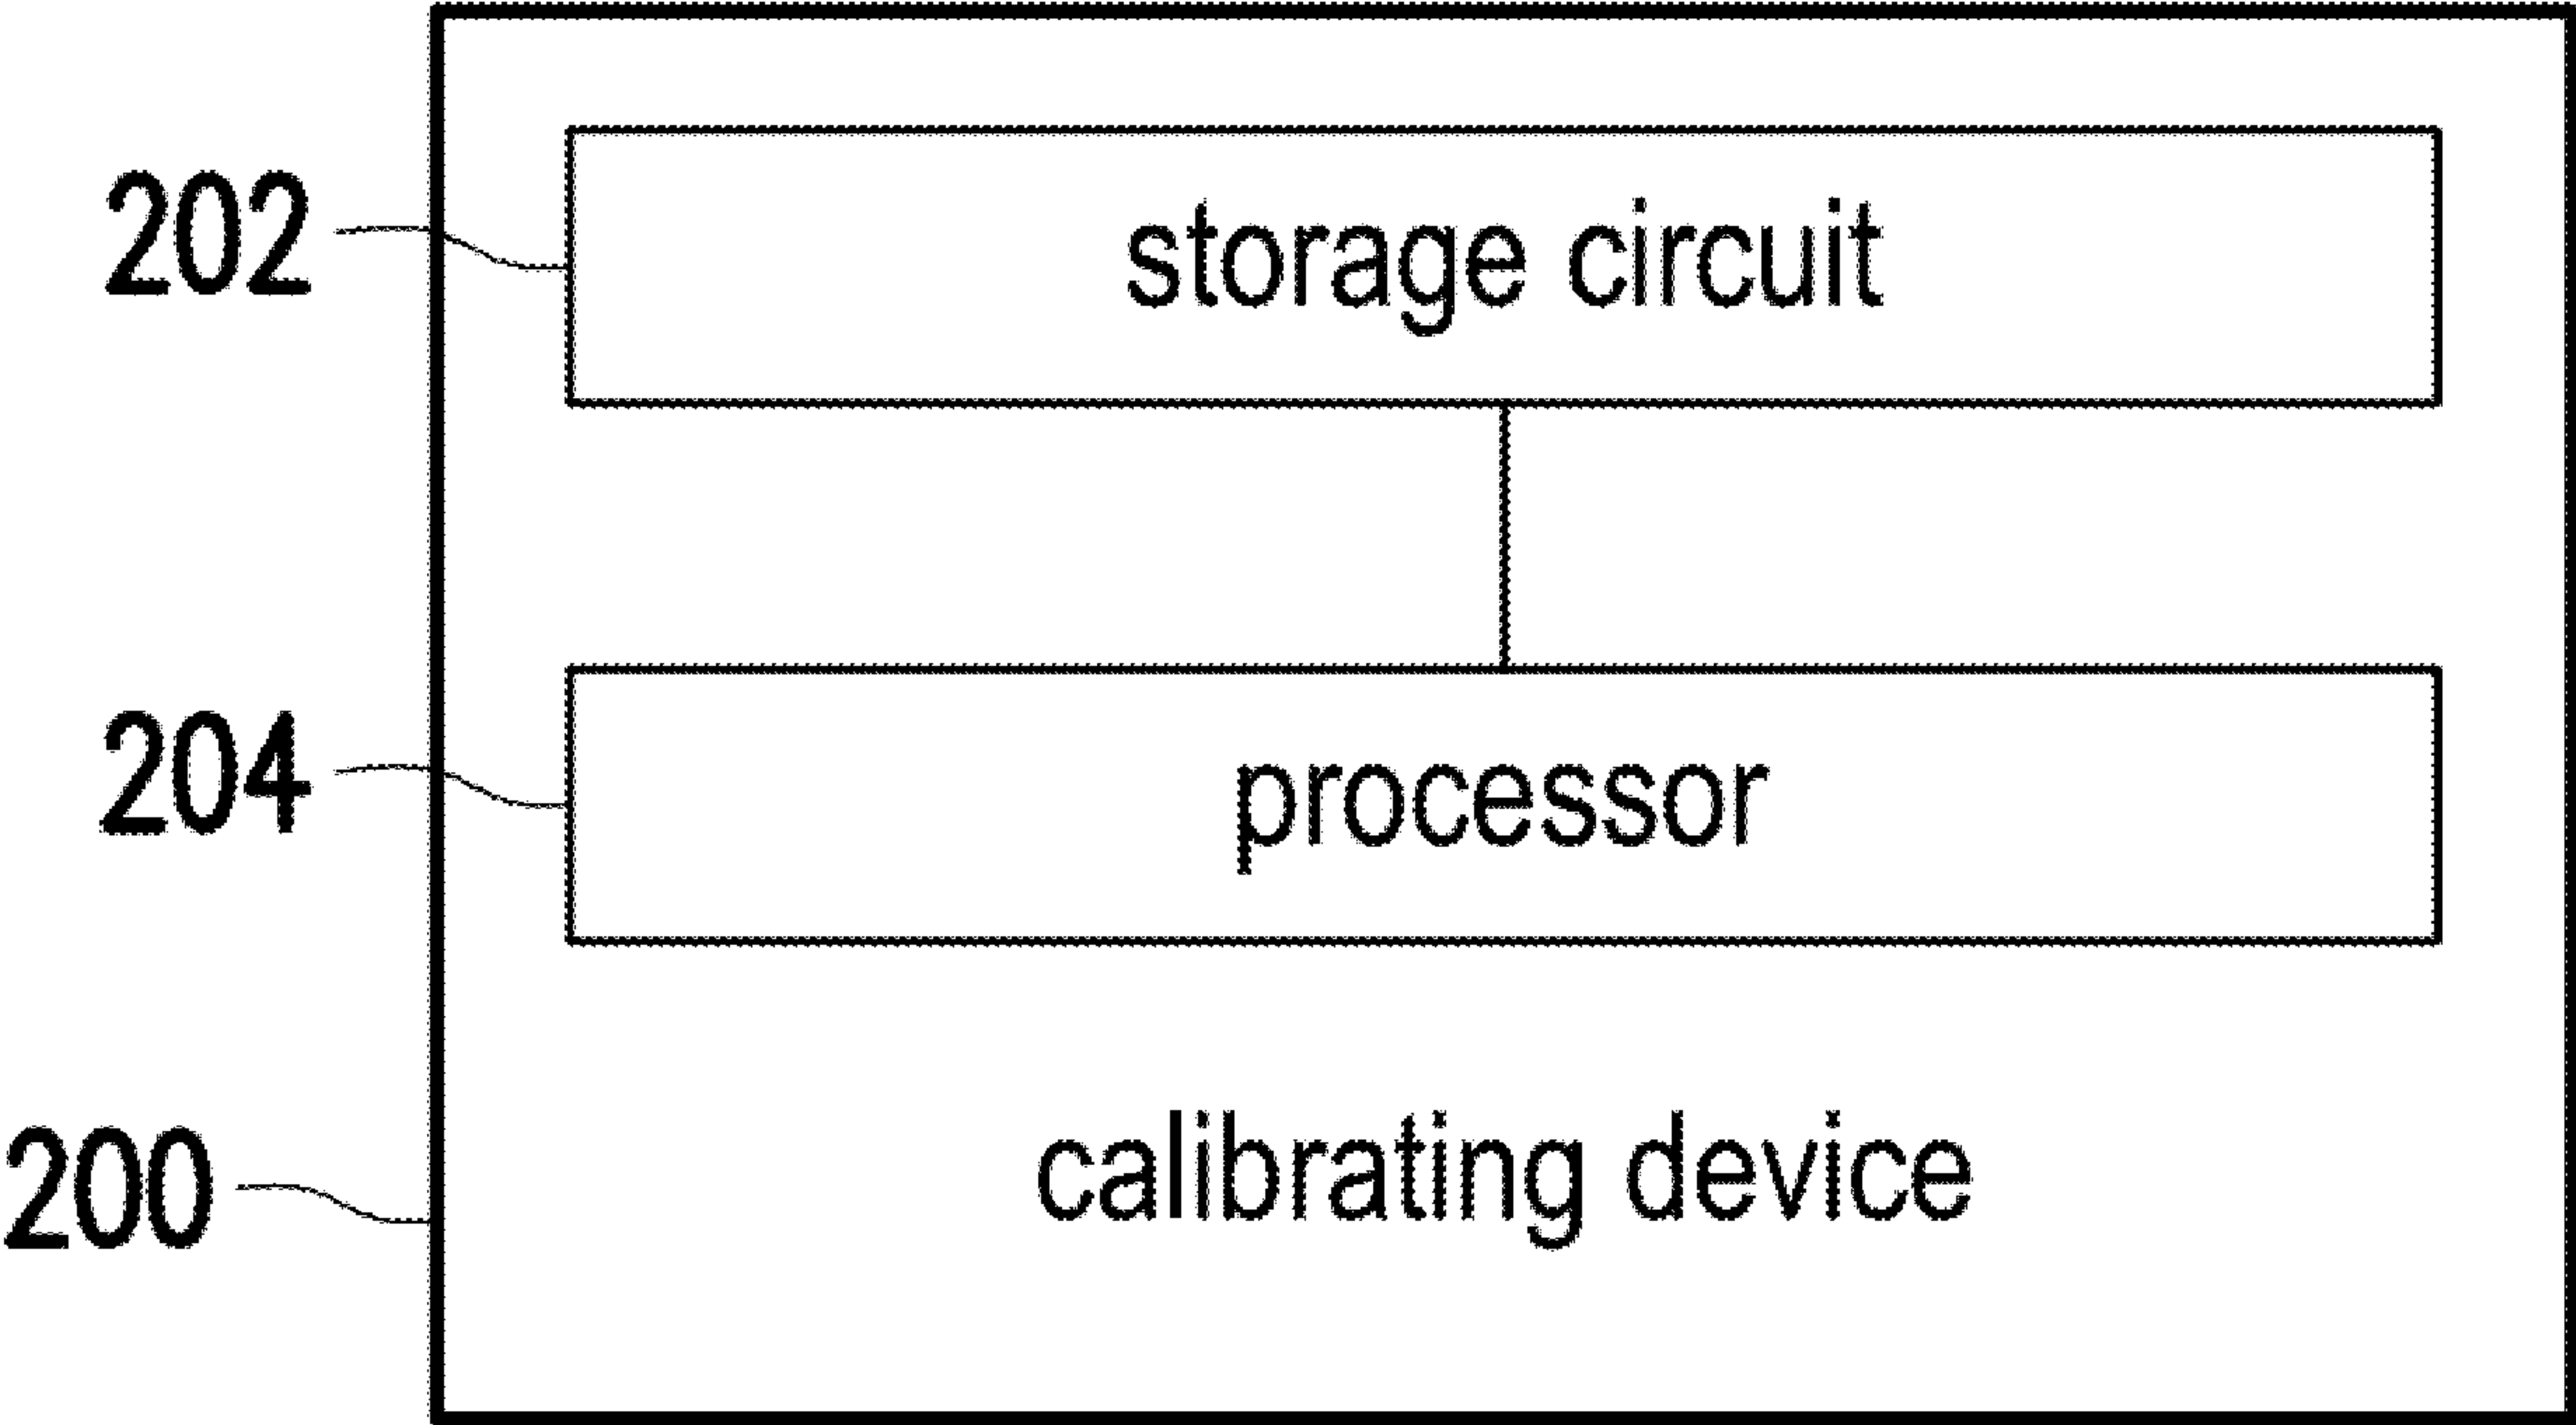 202 storage circuit
204 processor
200 calibrating device